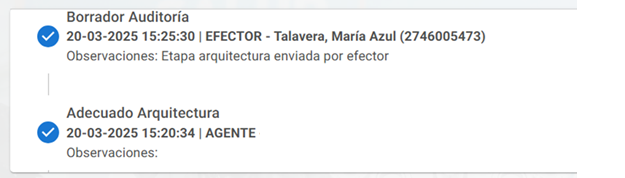 Borrador Auditoría
20-03-2025 15:25:30 | EFECTOR - Talavera, María Azul (2746005473)
Observaciones: Etapa arquitectura enviada por efector
Adecuado Arquitectura
20-03-2025 15:20:34 | AGENTE
Observaciones: